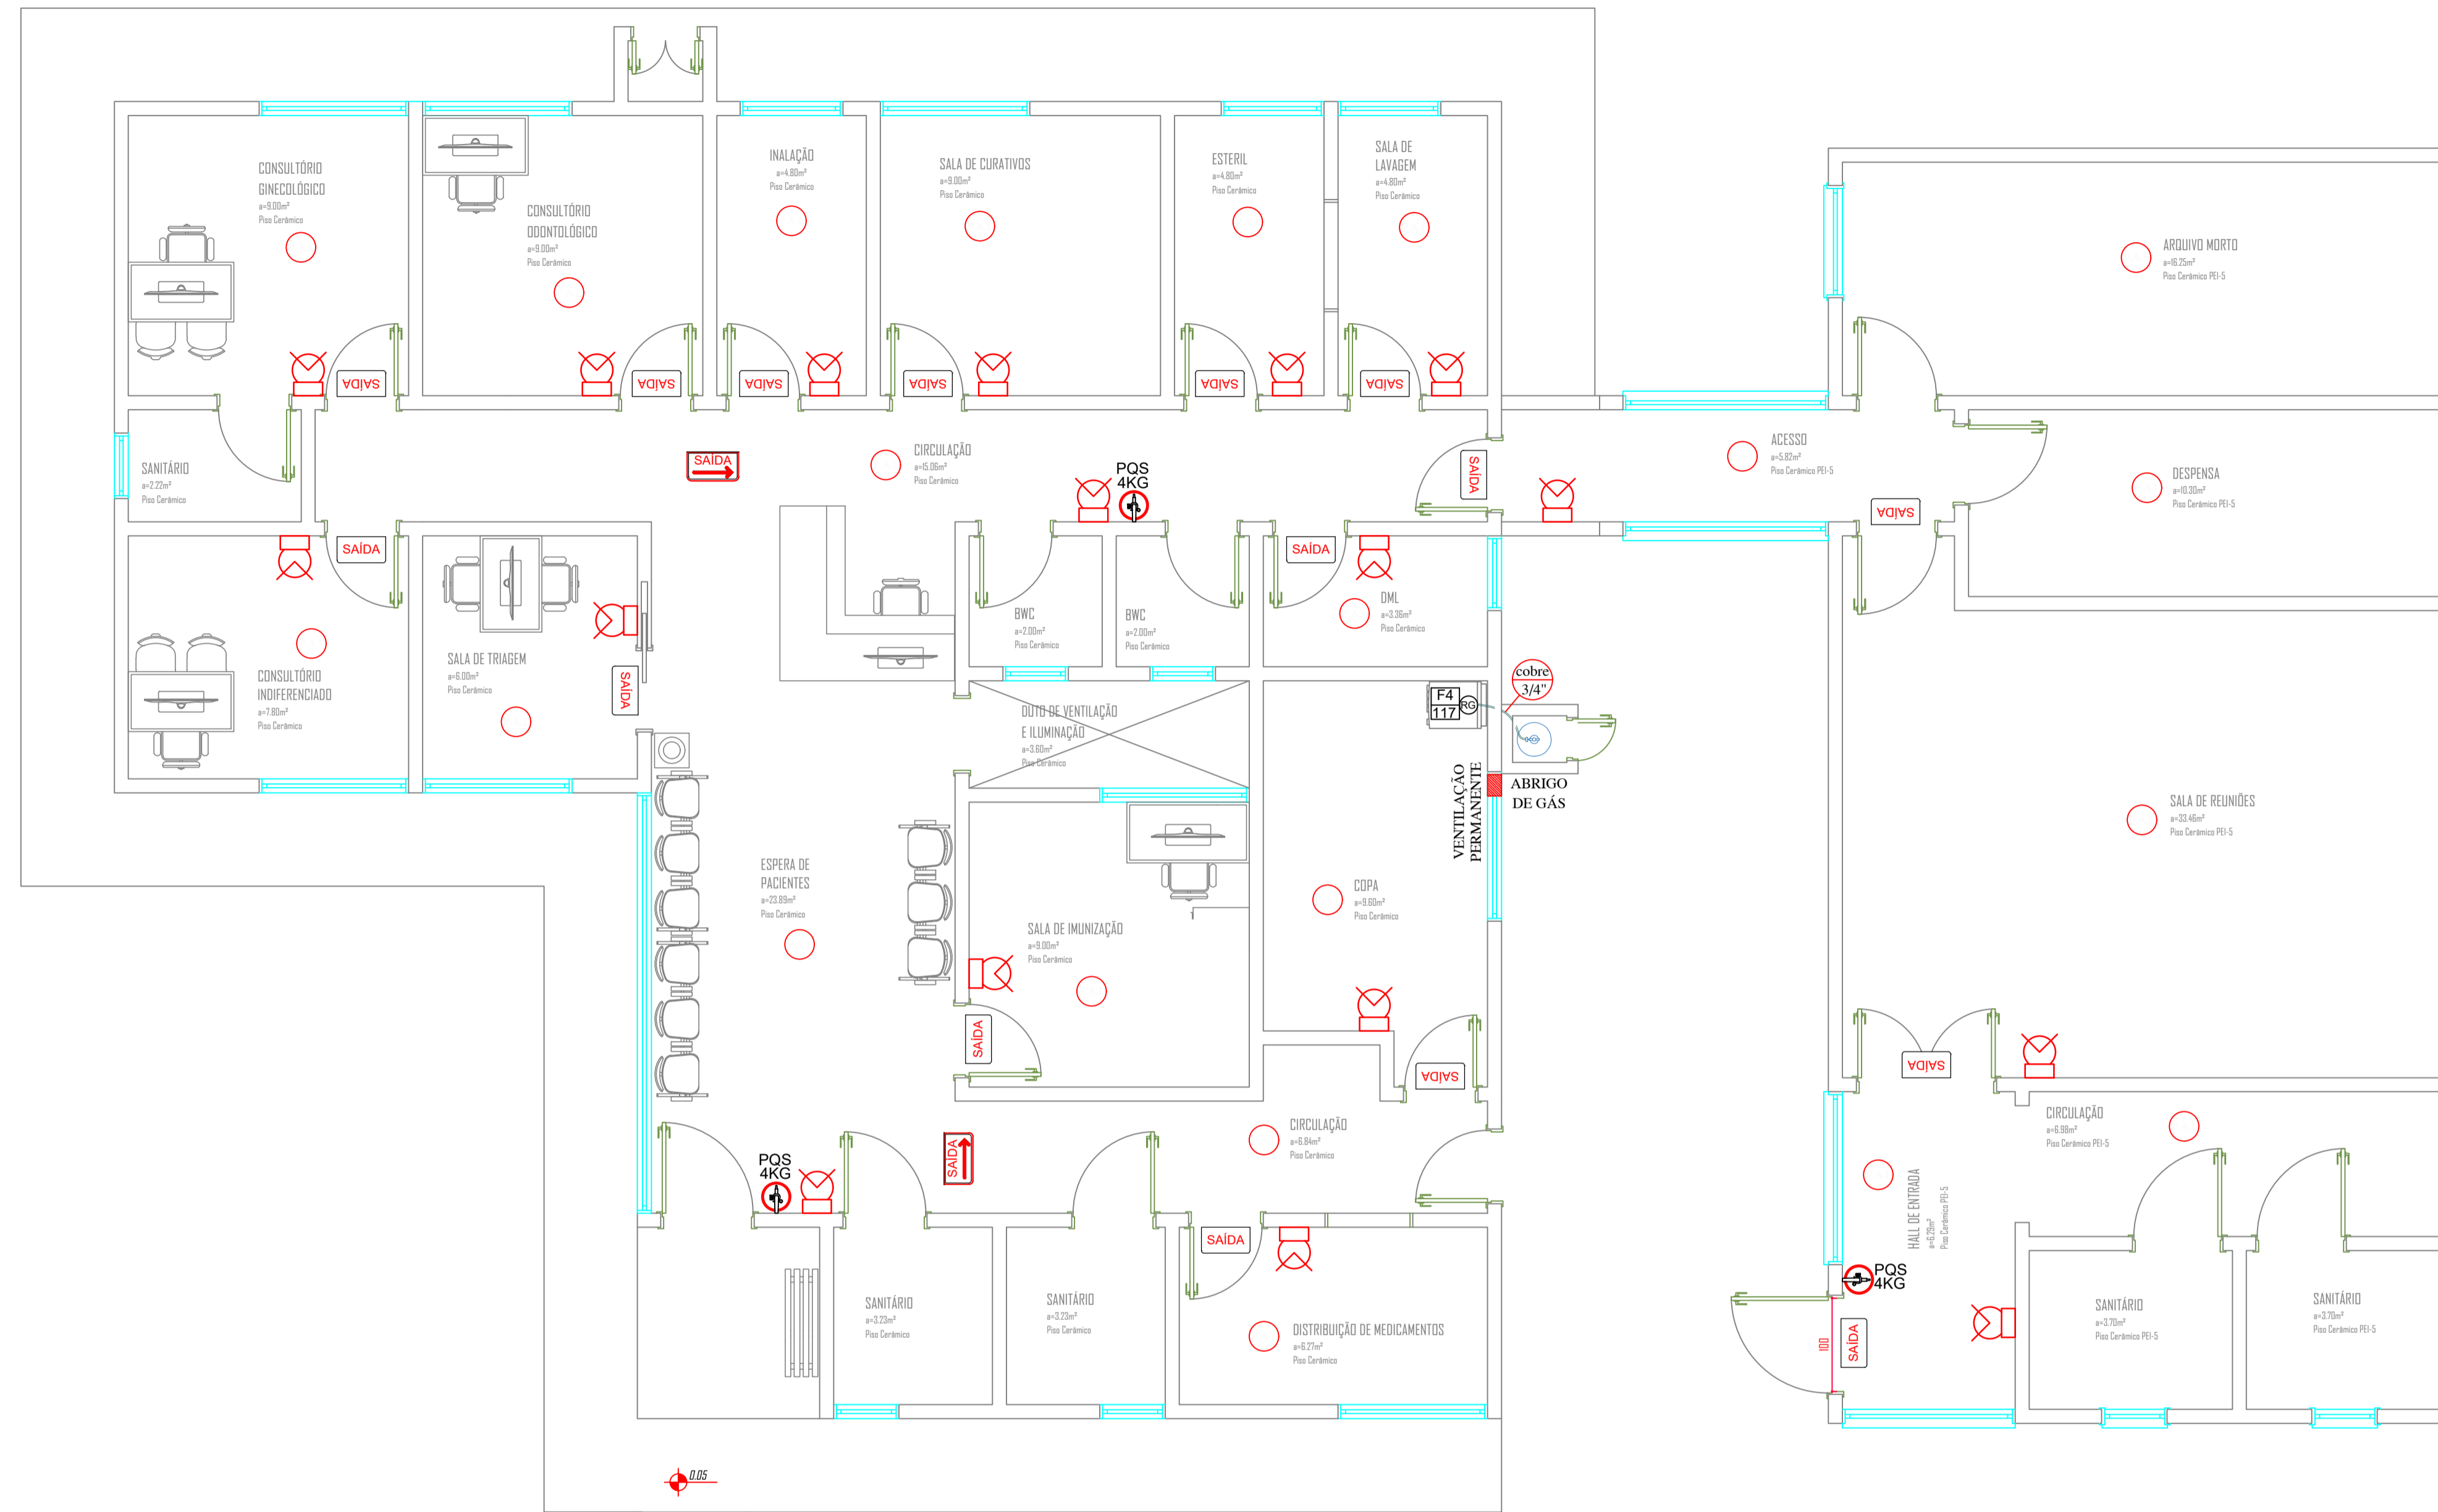 CONSULTÓRIO
GINECOLÓGICO
a=9.00m²
Piso Cerâmico
CONSULTÓRIO
ODONTOLÓGICO
a=9.00m²
Piso Cerâmico
INALAÇÃO
a=4.80m²
Piso Cerâmico
SALA DE CURATIVOS
a=9.00m²
Piso Cerâmico
ESTERIL
a=4.80m²
Piso Cerâmico
SALA DE
LAVAGEM
a=4.80m²
Piso Cerâmico
ARQUIVO MORTO
a=16.25m²
Piso Cerâmico PEI-5
SAÍDA
SAÍDA
SAÍDA
SAÍDA
SAÍDA
SAÍDA
SANITÁRIO
a=2.22m²
Piso Cerâmico
SAÍDA
CIRCULAÇÃO
a=15.06m²
Piso Cerâmico
PQS
4KG
SAÍDA
ACESSO
a=5.82m²
Piso Cerâmico PEI-5
SAÍDA
DESPENSA
a=10.30m²
Piso Cerâmico PEI-5
SAÍDA
SAÍDA
CONSULTÓRIO
INDIFERENCIADO
a=7.80m²
Piso Cerâmico
SALA DE TRIAGEM
a=6.00m²
Piso Cerâmico
SAÍDA
BWC
a=2.00m²
Piso Cerâmico
BWC
a=2.00m²
Piso Cerâmico
DML
a=3.36m²
Piso Cerâmico
DUTO DE VENTILAÇÃO
E ILUMINAÇÃO
a=3.60m²
Piso Cerâmico
F4
117
RG
cobre
3/4"
VENTILAÇÃO
PERMANENTE
ABRIGO
DE GÁS
SALA DE REUNIÕES
a=33.46m²
Piso Cerâmico PEI-5
ESPERA DE
PACIENTES
a=23.89m²
Piso Cerâmico
SALA DE IMUNIZAÇÃO
a=9.00m²
Piso Cerâmico
COPA
a=9.60m²
Piso Cerâmico
SAÍDA
SAÍDA
SAÍDA
PQS
4KG
SAÍDA
CIRCULAÇÃO
a=6.84m²
Piso Cerâmico
CIRCULAÇÃO
a=6.98m²
Piso Cerâmico PEI-5
HALL DE ENTRADA
a=6.29m²
Piso Cerâmico PEI-5
SAÍDA
PQS
4KG
SANITÁRIO
a=3.23m²
Piso Cerâmico
SANITÁRIO
a=3.23m²
Piso Cerâmico
DISTRIBUIÇÃO DE MEDICAMENTOS
a=6.27m²
Piso Cerâmico
100
SAÍDA
SANITÁRIO
a=3.70m²
Piso Cerâmico PEI-5
SANITÁRIO
a=3.70m²
Piso Cerâmico PEI-5
0.05